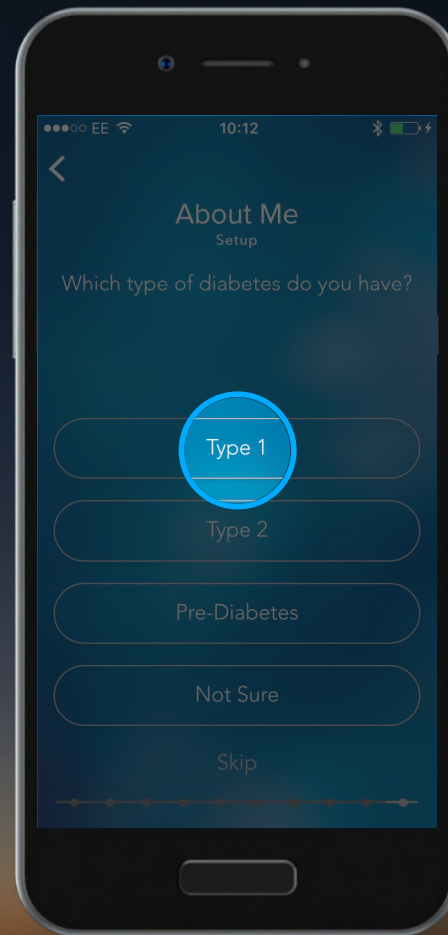 EE 10:12
About Me
Setup
Which type of diabetes do you have?
Type 1
Type 2
Pre-Diabetes
Not Sure
Skip